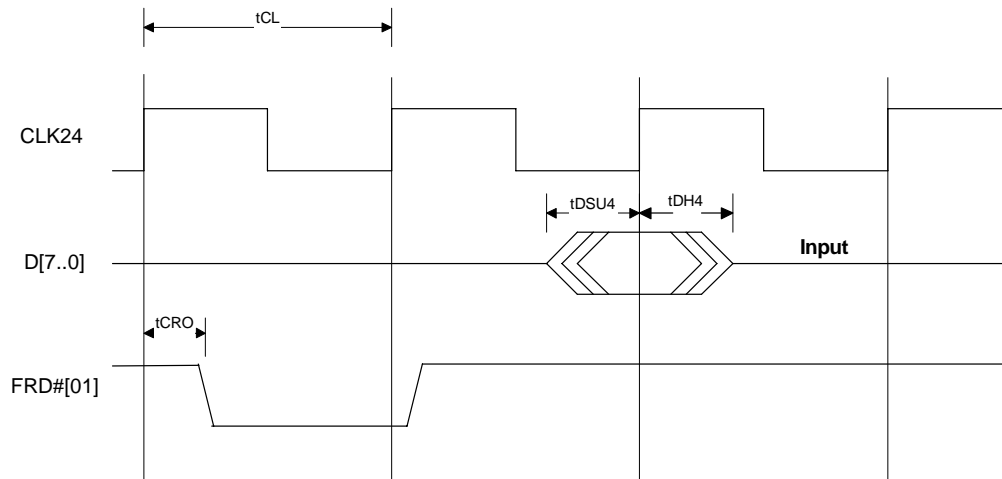 tCL
CLK24
tDSU4
tDH4
D[7..0]
Input
tCRO
FRD#[01]